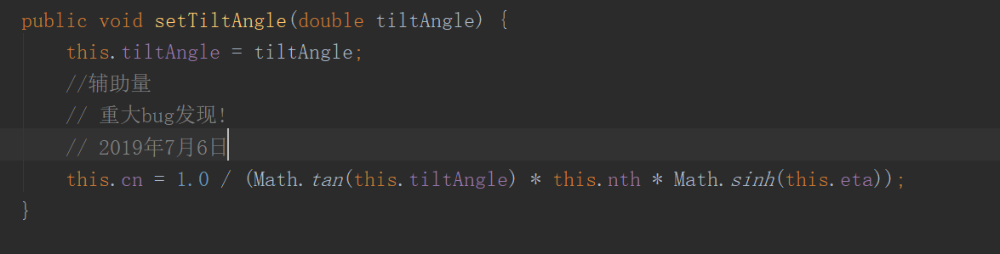 public void setTiltAngle(double tiltAngle) {
this.tiltAngle = tiltAngle;
//辅助量
// 重大bug发现!
// 2019年7月6日
this.cn = 1.0 / (Math.tan(this.tiltAngle) * this.nth * Math.sinh(this.eta));
}